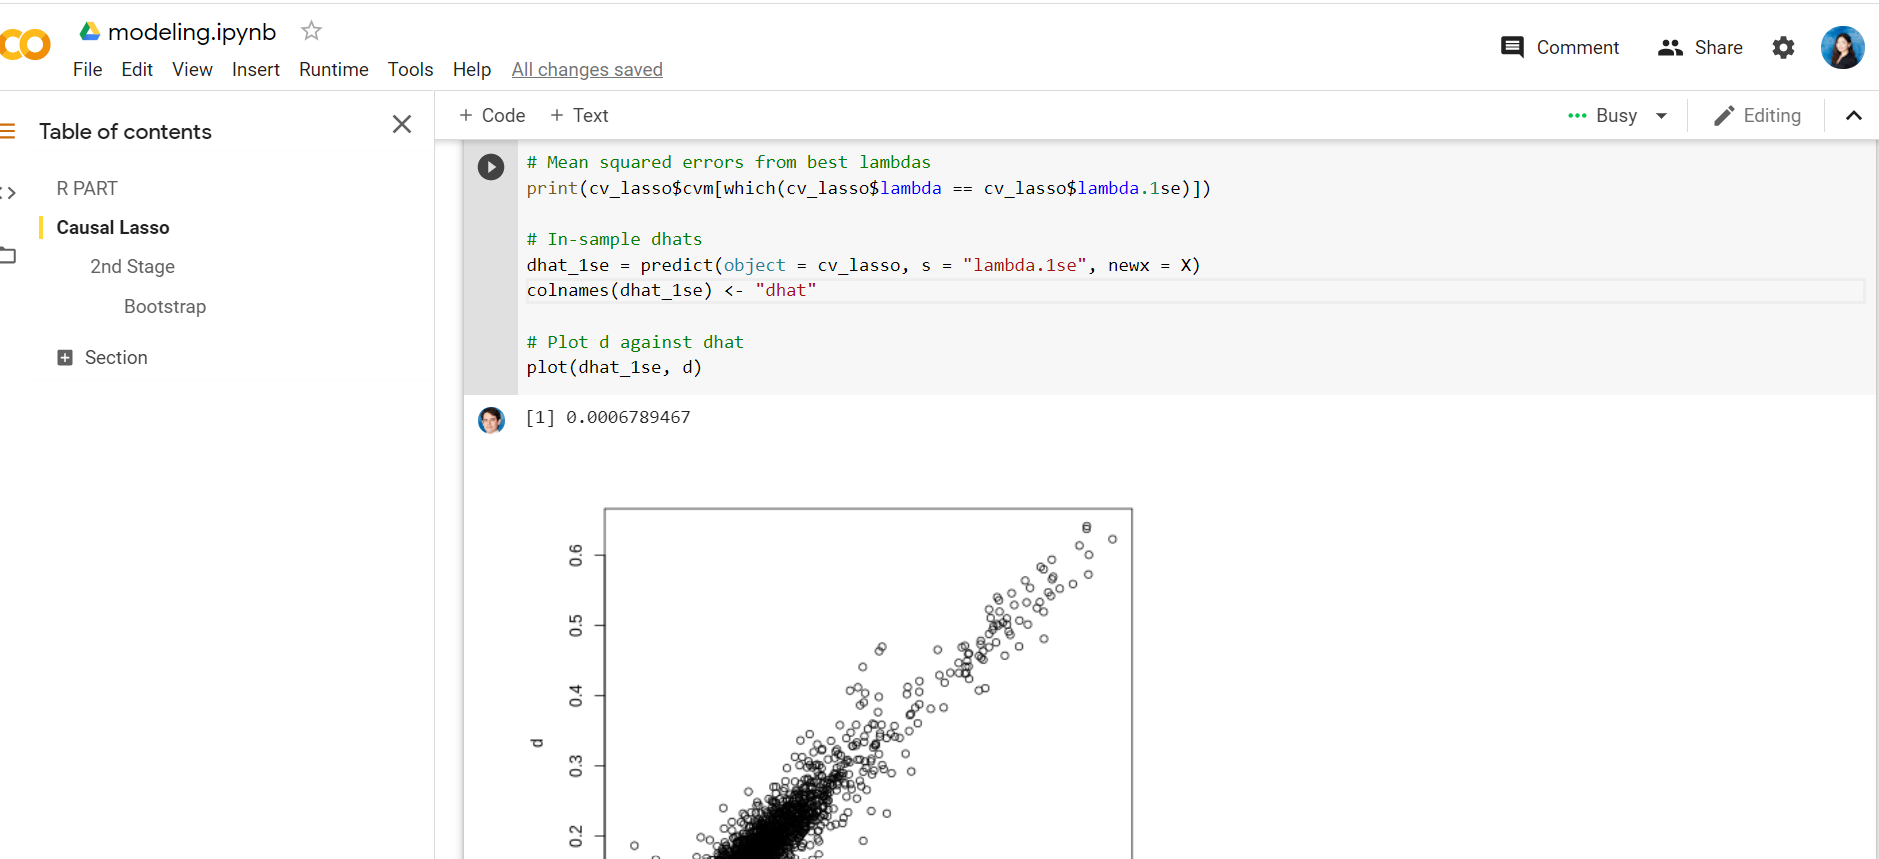 modeling.ipynb
File Edit View Insert Runtime Tools Help All changes saved
Comment Share
Table of contents
R PART
Causal Lasso
2nd Stage
Bootstrap
Section
+ Code + Text
Busy Editing
# Mean squared errors from best lambdas
print(cv_lasso$cvm[which(cv_lasso$lambda == cv_lasso$lambda.1se)])
# In-sample dhats
dhat_1se = predict(object = cv_lasso, s = "lambda.1se", newx = X)
colnames(dhat_1se) <- "dhat"
# Plot d against dhat
plot(dhat_1se, d)
[1] 0.0006789467
0.6
0.5
0.4
d
0.3
0.2